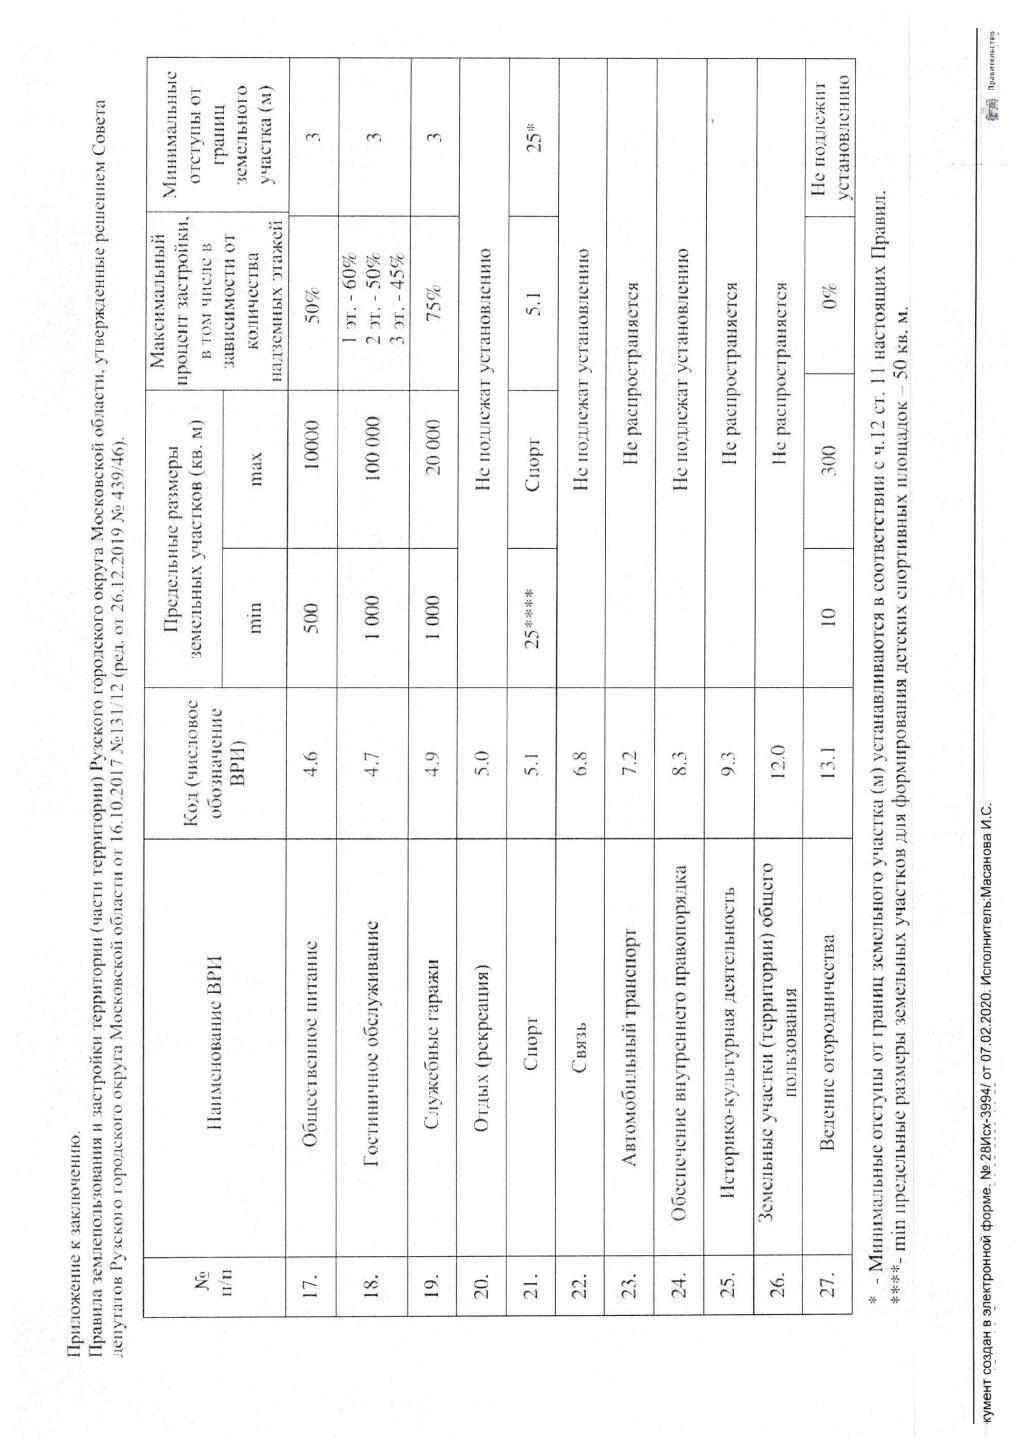 Приложение к заключению.
Правила землепользования и застройки территории (части территории) Рузского городского округа Московской области, утвержденные решением Совета
депутатов Рузского городского округа Московской области от 16.10.2017 №131/12 (ред. от 26.12.2019 № 439/46).
№ п/п
Наименование ВРИ
Код (числовое обозначение ВРИ)
Предельные размеры земельных участков (кв. м)
min
max
Максимальный процент застройки, в том числе в зависимости от количества надземных этажей
Минимальные отступы от границ земельного участка (м)
17. Общественное питание 4.6 500 10000 50% 3
18. Гостиничное обслуживание 4.7 1 000 100 000 1 эт. - 60% 2 эт. - 50% 3 эт. - 45% 3
19. Служебные гаражи 4.9 1 000 20 000 75% 3
20. Отдых (рекреация) 5.0 Не подлежат установлению
21. Спорт 5.1 25**** Спорт 5.1 25*
22. Связь 6.8 Не подлежат установлению
23. Автомобильный транспорт 7.2 Не распространяется
24. Обеспечение внутреннего правопорядка 8.3 Не подлежат установлению
25. Историко-культурная деятельность 9.3 Не распространяется
26. Земельные участки (территории) общего пользования 12.0 Не распространяется
27. Ведение огородничества 13.1 10 300 0% Не подлежит установлению
* - Минимальные отступы от границ земельного участка (м) устанавливаются в соответствии с ч.12 ст. 11 настоящих Правил.
****- min предельные размеры земельных участков для формирования детских спортивных площадок – 50 кв. м.
кумент создан в электронной форме. № 28Исх-3994/ от 07.02.2020. Исполнитель:Масанова И.С.
Правительство